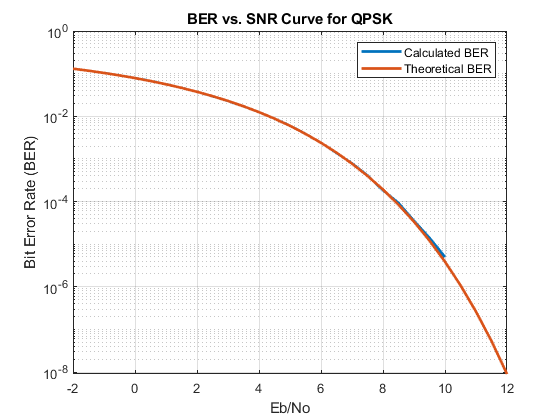 BER vs. SNR Curve for QPSK
Calculated BER
Theoretical BER
10^0
10^-2
10^-4
10^-6
10^-8
Bit Error Rate (BER)
-2 0 2 4 6 8 10 12
Eb/No